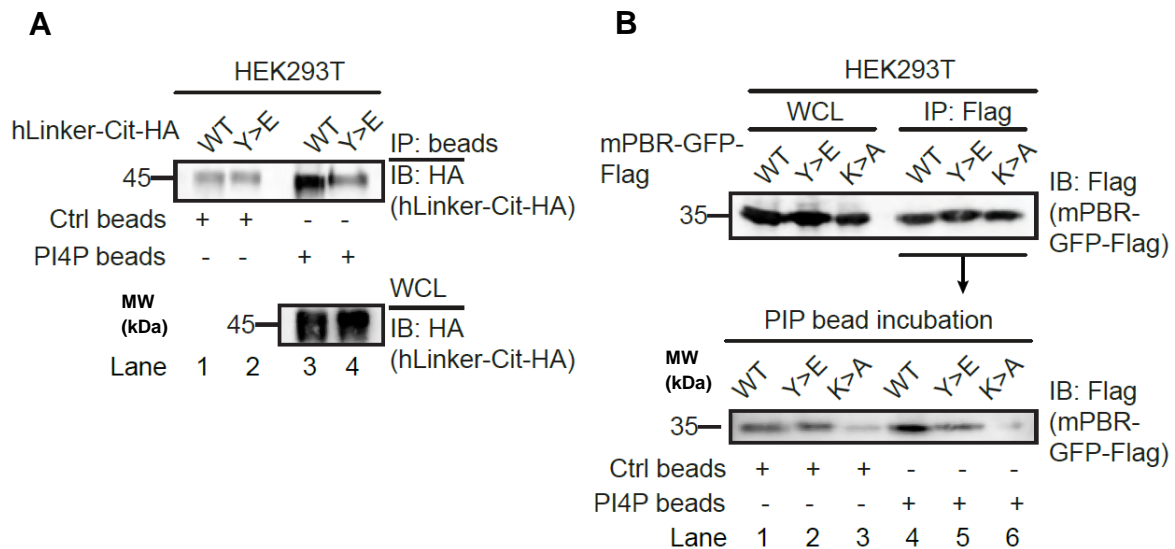 A
HEK293T
hLinker-Cit-HA
WT Y>E WT Y>E
IP: beads
45
IB: HA
(hLinker-Cit-HA)
Ctrl beads + + - -
PI4P beads - - + +
WCL
MW
(kDa)
45
IB: HA
(hLinker-Cit-HA)
Lane 1 2 3 4
B
HEK293T
WCL IP: Flag
mPBR-GFP-
Flag
WT Y>E K>A WT Y>E K>A
35
IB: Flag
(mPBR-
GFP-Flag)
PIP bead incubation
MW
(kDa)
WT Y>E K>A WT Y>E K>A
35
IB: Flag
(mPBR-
GFP-Flag)
Ctrl beads + + + - - -
PI4P beads - - - + + +
Lane 1 2 3 4 5 6